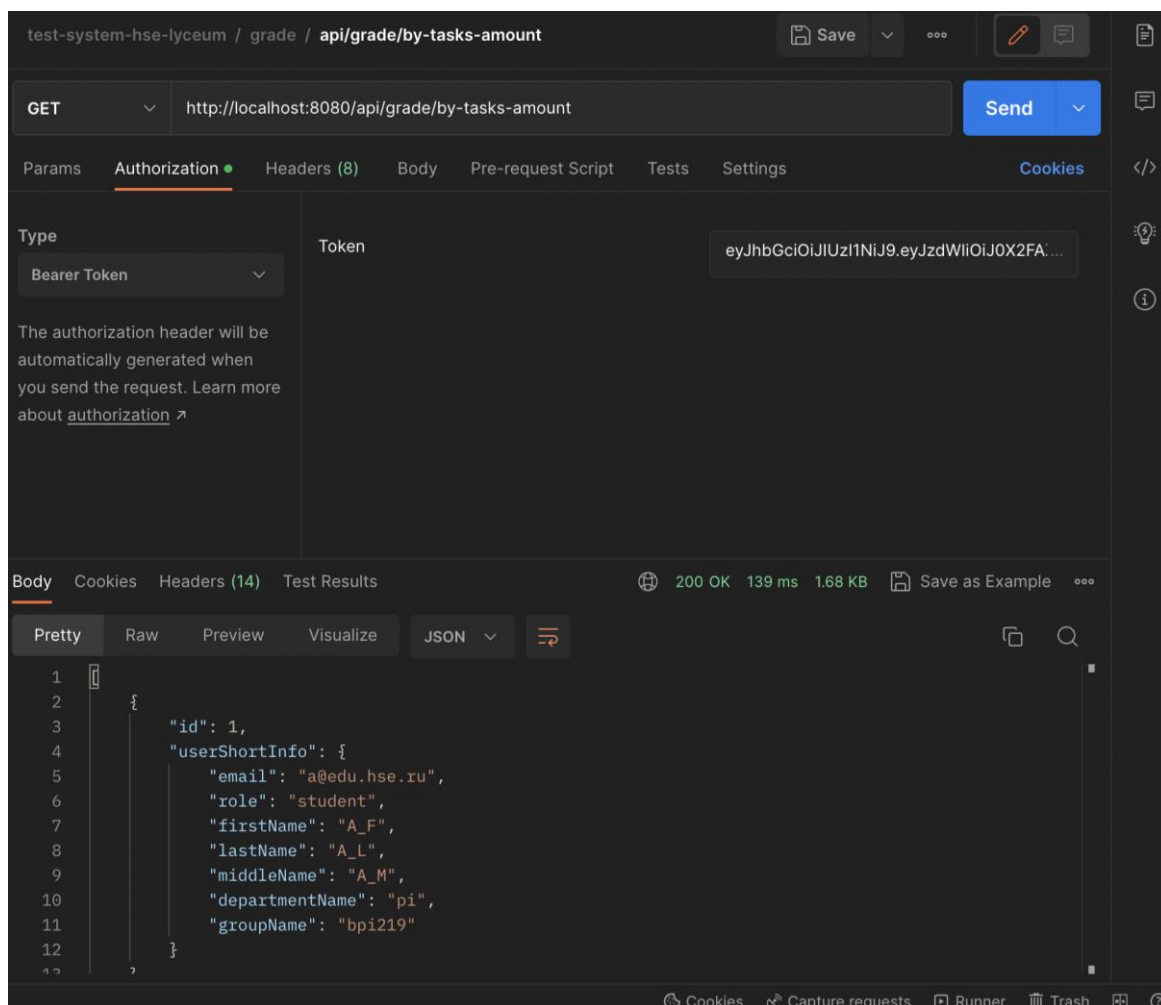 test-system-hse-lyceum / grade / api/grade/by-tasks-amount Save
GET http://localhost:8080/api/grade/by-tasks-amount Send
Params Authorization Headers (8) Body Pre-request Script Tests Settings Cookies
Type
Bearer Token
The authorization header will be
automatically generated when
you send the request. Learn more
about authorization
Token
Body Cookies Headers (14) Test Results 200 OK 139 ms 1.68 KB Save as Example
Pretty Raw Preview Visualize JSON
1 [
2 {
3 "id": 1,
4 "userShortInfo": {
5 "email": "a@edu.hse.ru",
6 "role": "student",
7 "firstName": "A_F",
8 "lastName": "A_L",
9 "middleName": "A_M",
10 "departmentName": "pi",
11 "groupName": "bpi219"
12 }
Cookies Capture requests Runner Trash